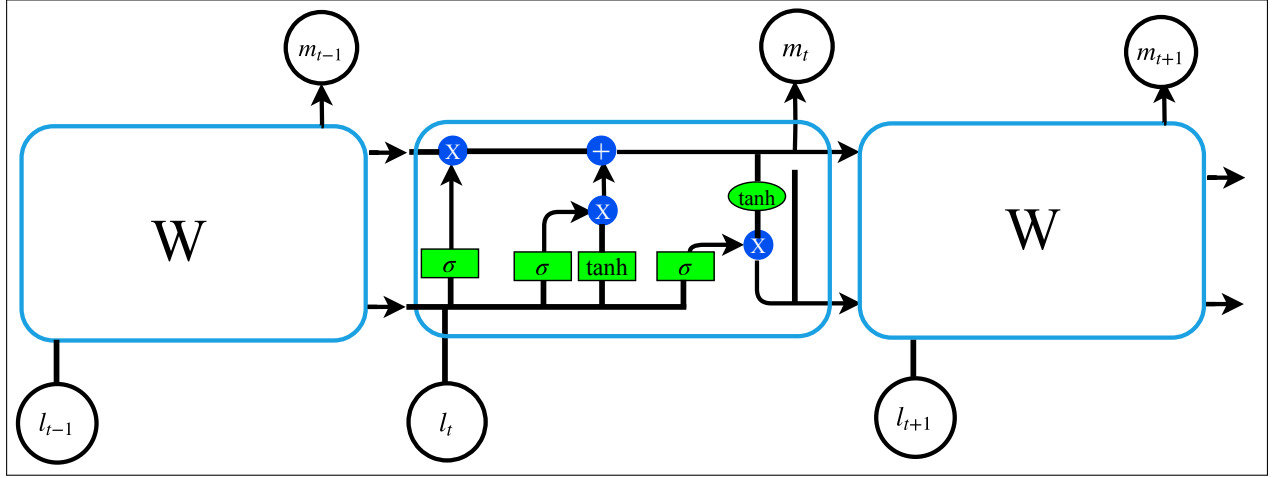 m_{t−1}
m_t
m_{t+1}
X
+
tanh
X
X
W
W
σ
σ
tanh
σ
l_{t−1}
l_t
l_{t+1}